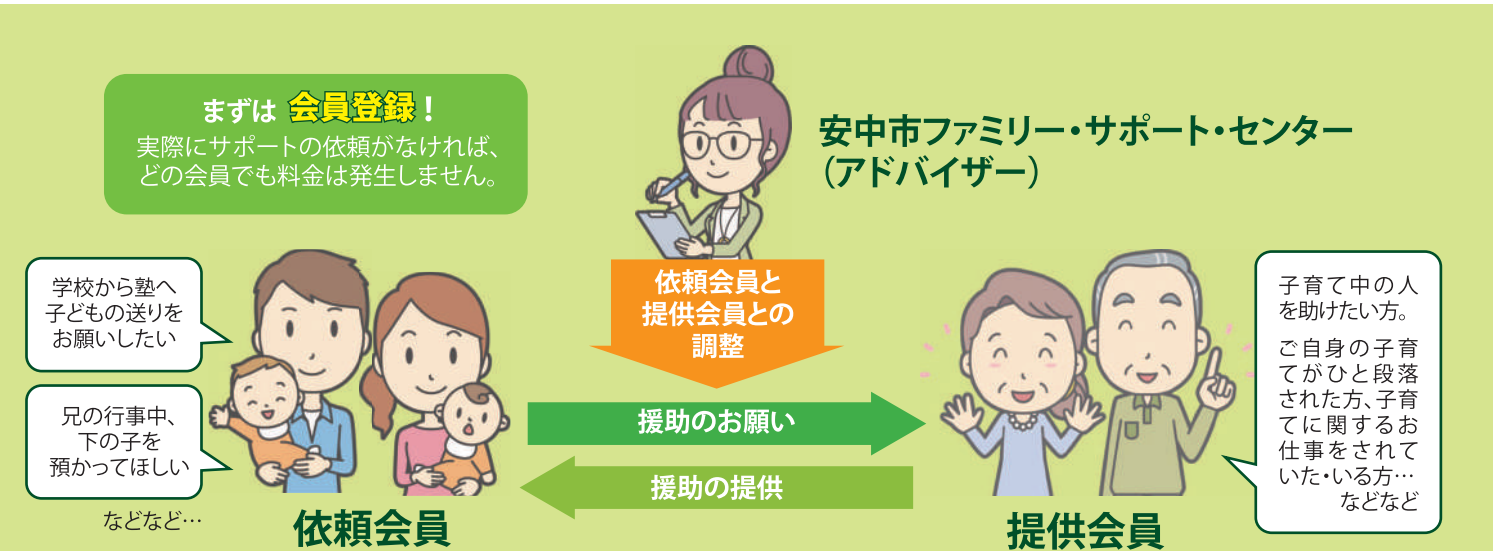 まずは 会員登録！
実際にサポートの依頼がなければ、
どの会員でも料金は発生しません。
安中市ファミリー・サポート・センター
（アドバイザー）
依頼会員と
提供会員との
調整
学校から塾へ
子どもの送りを
お願いしたい
兄の行事中、
下の子を
預かってほしい
などなど…
依頼会員
援助のお願い
援助の提供
子育て中の人
を助けたい方。
ご自身の子育
てがひと段落
された方、子育
てに関するお
仕事をされて
いた・いる方…
などなど
提供会員